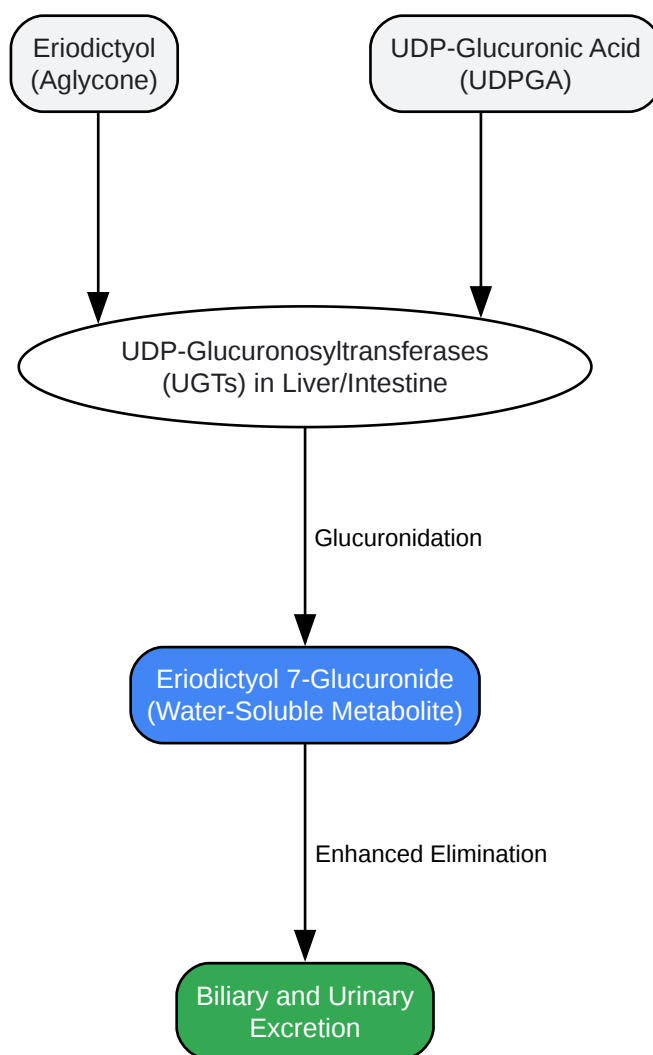 Eriodictyol
(Aglycone)
UDP-Glucuronic Acid
(UDPGA)
UDP-Glucuronosyltransferases
(UGTs) in Liver/Intestine
Glucuronidation
Eriodictyol 7-Glucuronide
(Water-Soluble Metabolite)
Enhanced Elimination
Biliary and Urinary
Excretion